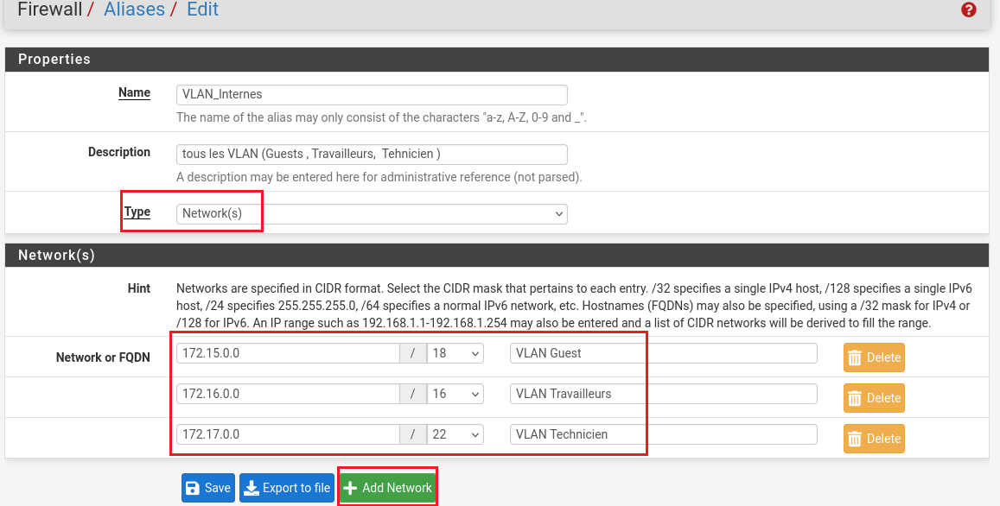 Firewall / Aliases / Edit
Properties
Name VLAN_Internes
The name of the alias may only consist of the characters "a-z, A-Z, 0-9 and _".
Description tous les VLAN (Guests , Travailleurs,  Tehnicien )
A description may be entered here for administrative reference (not parsed).
Type Network(s)
Network(s)
Hint Networks are specified in CIDR format. Select the CIDR mask that pertains to each entry. /32 specifies a single IPv4 host, /128 specifies a single IPv6
host, /24 specifies 255.255.255.0, /64 specifies a normal IPv6 network, etc. Hostnames (FQDNs) may also be specified, using a /32 mask for IPv4 or
/128 for IPv6. An IP range such as 192.168.1.1-192.168.1.254 may also be entered and a list of CIDR networks will be derived to fill the range.
Network or FQDN 172.15.0.0 / 18 VLAN Guest Delete
172.16.0.0 / 16 VLAN Travailleurs Delete
172.17.0.0 / 22 VLAN Technicien Delete
Save Export to file Add Network